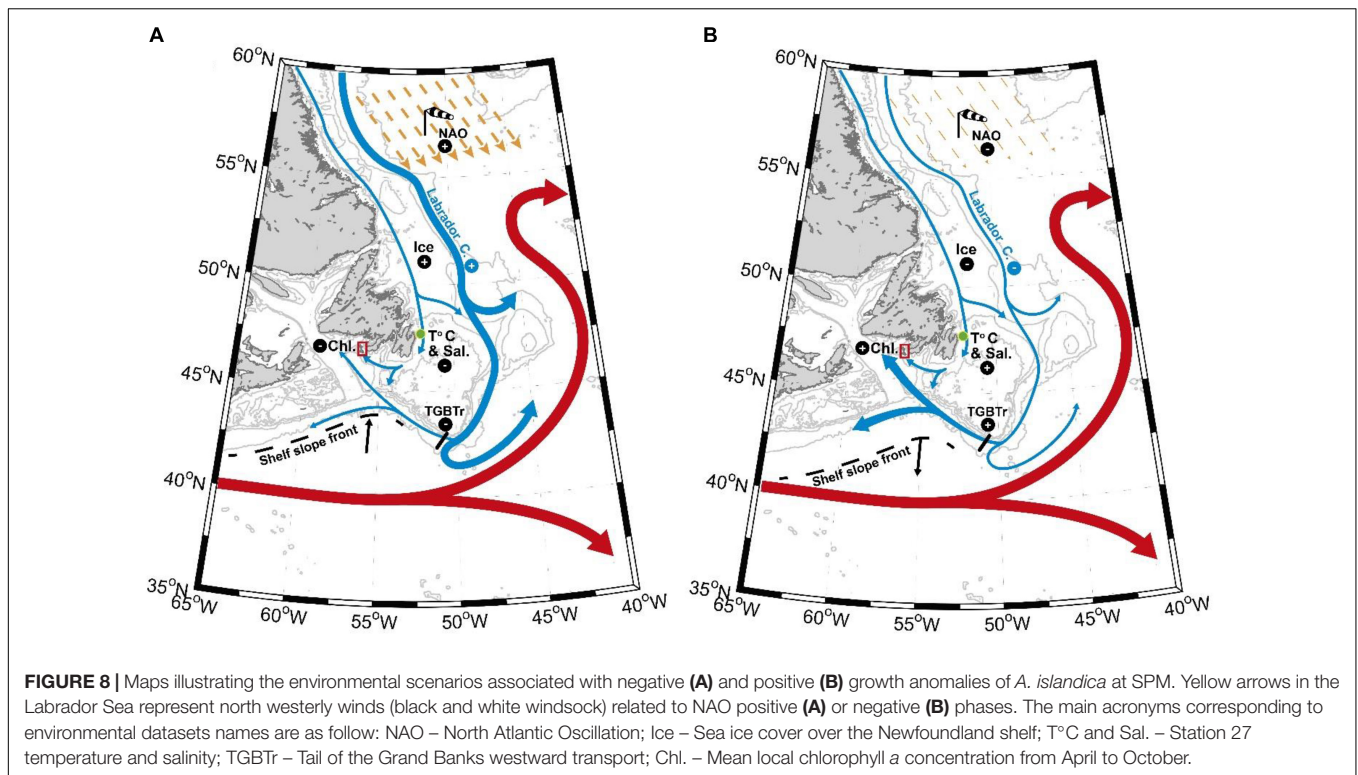 A
60°N
55°N
50°N
45°N
40°N
35°N
65°W
60°W
55°W
50°W
45°W
40°W
NAO
+
Labrador C.
+
Ice
+
T°C
& Sal.
-
Chl.
-
TGBTr
-
Shelf slope front
B
60°N
55°N
50°N
45°N
40°N
35°N
65°W
60°W
55°W
50°W
45°W
40°W
NAO
-
Labrador C.
-
Ice
-
T°C
& Sal.
+
Chl.
+
TGBTr
+
Shelf slope front
FIGURE 8 | Maps illustrating the environmental scenarios associated with negative (A) and positive (B) growth anomalies of A. islandica at SPM. Yellow arrows in the
Labrador Sea represent north westerly winds (black and white windsock) related to NAO positive (A) or negative (B) phases. The main acronyms corresponding to
environmental datasets names are as follow: NAO – North Atlantic Oscillation; Ice – Sea ice cover over the Newfoundland shelf; T°C and Sal. – Station 27
temperature and salinity; TGBTr – Tail of the Grand Banks westward transport; Chl. – Mean local chlorophyll a concentration from April to October.